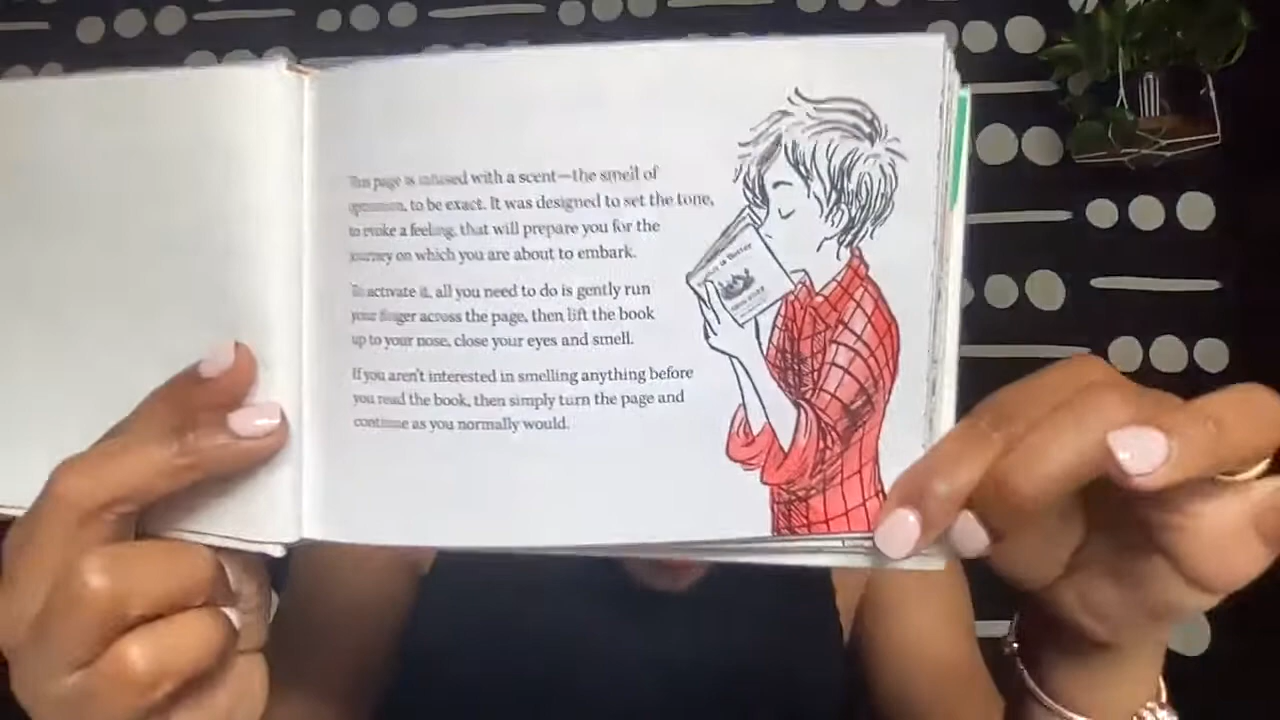 This page is infused with a scent—the smell of
optimism, to be exact. It was designed to set the tone,
to evoke a feeling, that will prepare you for the
journey on which you are about to embark.
To activate it, all you need to do is gently run
your finger across the page, then lift the book
up to your nose, close your eyes and smell.
If you aren't interested in smelling anything before
you read the book, then simply turn the page and
continue as you normally would.
is Better